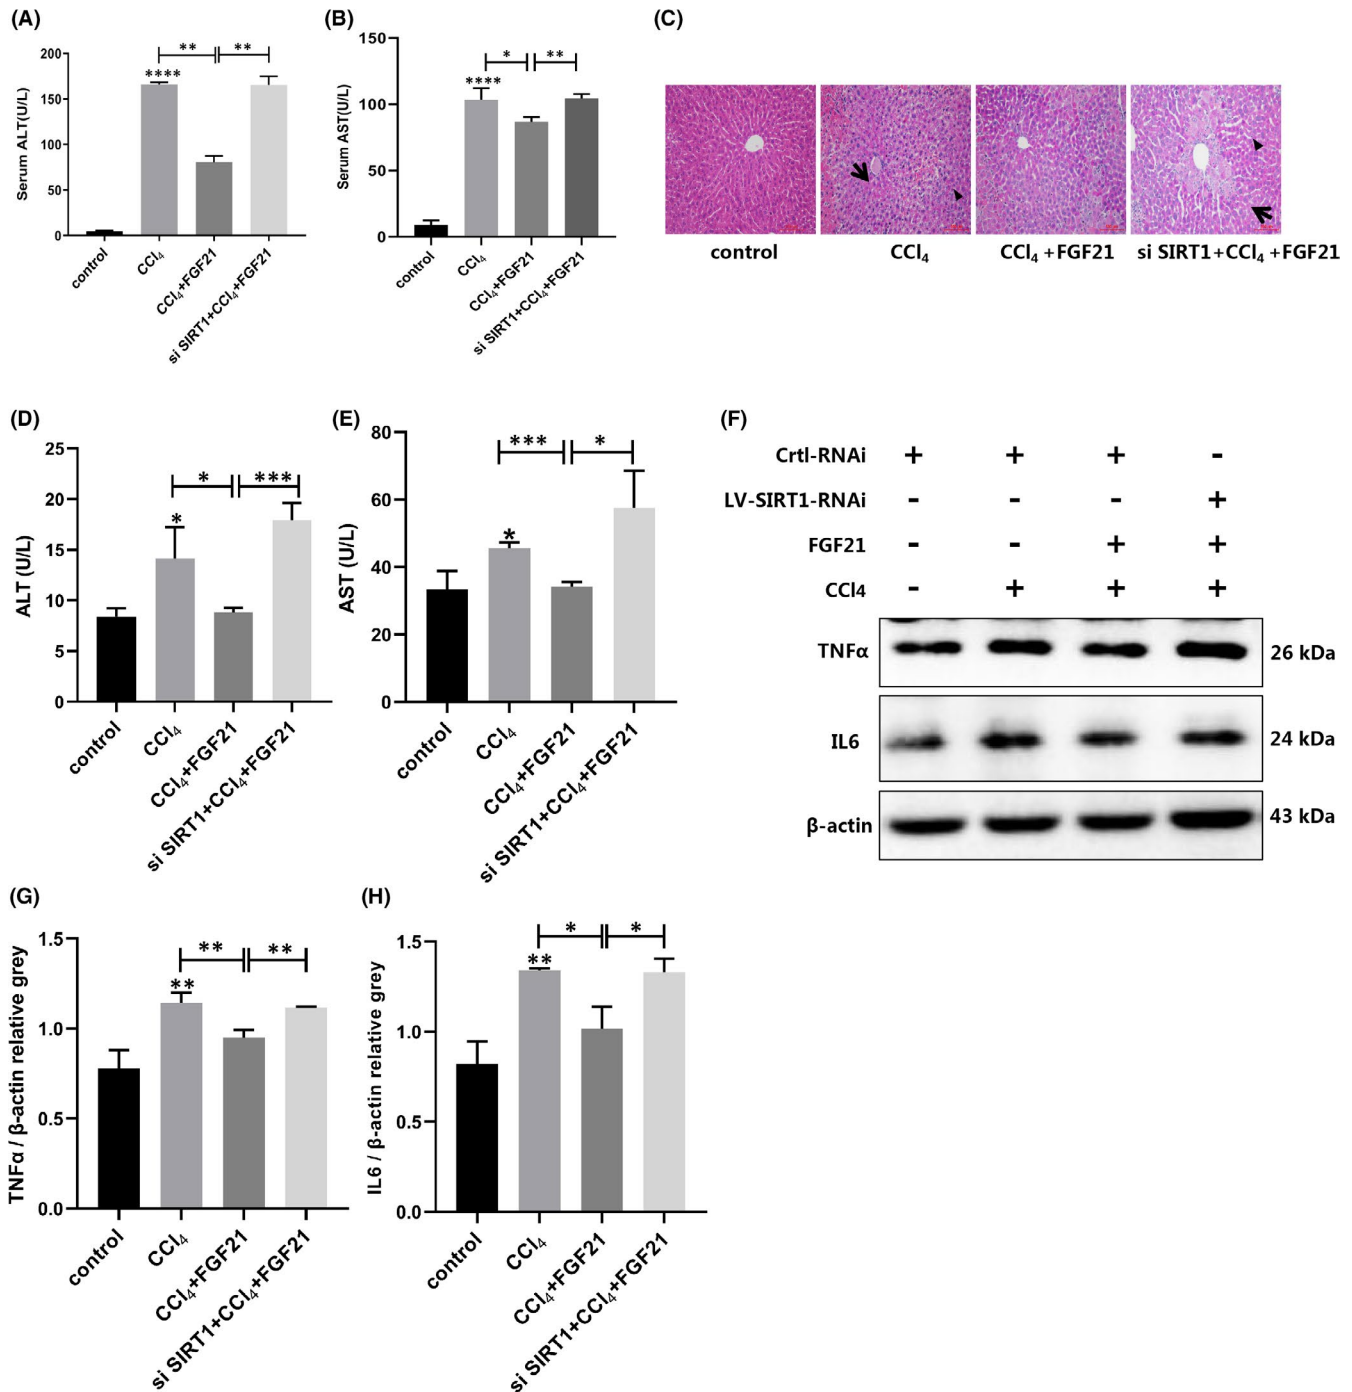 (A)
Serum ALT(U/L)
200
150
100
50
0
** **
****
control
CCl₄
CCl₄+FGF21
si SIRT1+CCl₄+FGF21
(B)
Serum AST(U/L)
150
100
50
0
* **
****
control
CCl₄
CCl₄+FGF21
si SIRT1+CCl₄+FGF21
(C)
control CCl₄ CCl₄ +FGF21 si SIRT1+CCl₄ +FGF21
(D)
ALT (U/L)
25
20
15
10
5
0
* ***
*
control
CCl₄
CCl₄+FGF21
si SIRT1+CCl₄+FGF21
(E)
AST (U/L)
80
60
40
20
0
*** *
*
control
CCl₄
CCl₄+FGF21
si SIRT1+CCl₄+FGF21
(F)
Crtl-RNAi + + + -
LV-SIRT1-RNAi - - - +
FGF21 - - + +
CCl4 - + + +
TNFα 26 kDa
IL6 24 kDa
β-actin 43 kDa
(G)
TNFα / β-actin relative grey
1.5
1.0
0.5
0.0
** **
**
control
CCl₄
CCl₄+FGF21
si SIRT1+CCl₄+FGF21
(H)
IL6 / β-actin relative grey
1.5
1.0
0.5
0.0
* *
**
control
CCl₄
CCl₄+FGF21
si SIRT1+CCl₄+FGF21